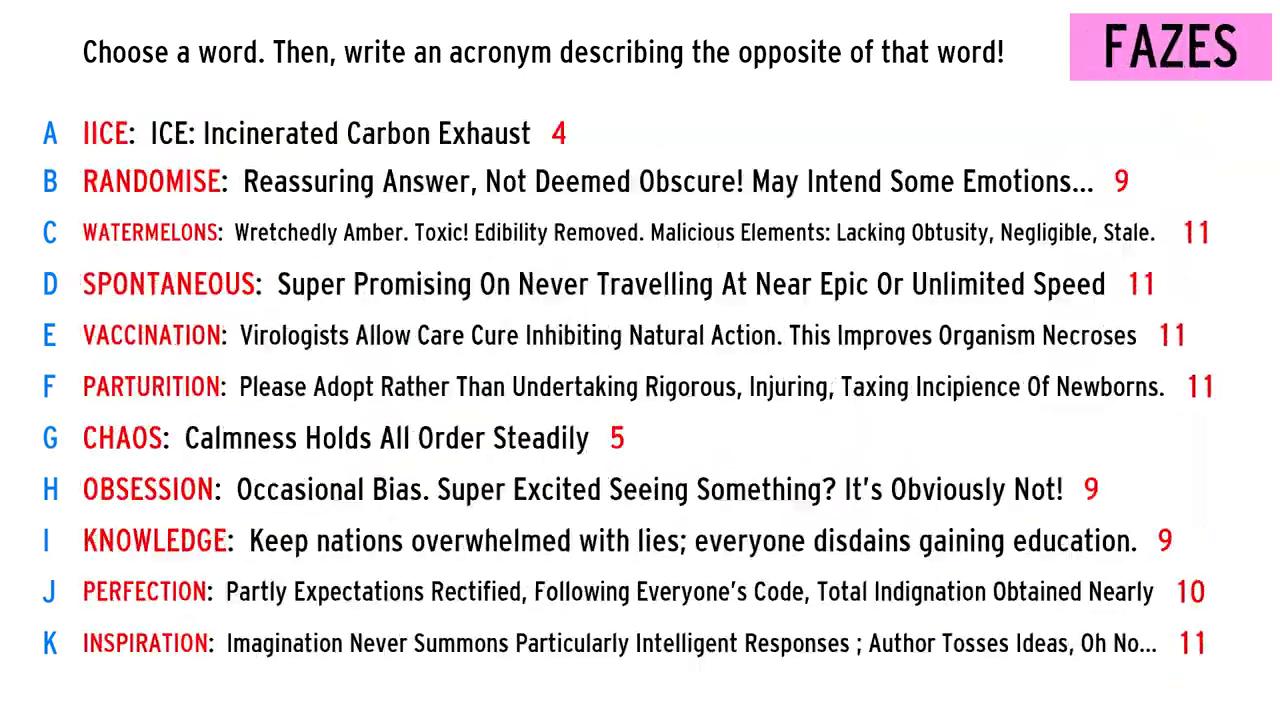 Choose a word. Then, write an acronym describing the opposite of that word!
FAZES
A IICE: ICE: Incinerated Carbon Exhaust 4
B RANDOMISE: Reassuring Answer, Not Deemed Obscure! May Intend Some Emotions... 9
C WATERMELONS: Wretchedly Amber. Toxic! Edibility Removed. Malicious Elements: Lacking Obtusity, Negligible, Stale. 11
D SPONTANEOUS: Super Promising On Never Travelling At Near Epic Or Unlimited Speed 11
E VACCINATION: Virologists Allow Care Cure Inhibiting Natural Action. This Improves Organism Necroses 11
F PARTURITION: Please Adopt Rather Than Undertaking Rigorous, Injuring, Taxing Incipience Of Newborns. 11
G CHAOS: Calmness Holds All Order Steadily 5
H OBSESSION: Occasional Bias. Super Excited Seeing Something? It's Obviously Not! 9
I KNOWLEDGE: Keep nations overwhelmed with lies; everyone disdains gaining education. 9
J PERFECTION: Partly Expectations Rectified, Following Everyone's Code, Total Indignation Obtained Nearly 10
K INSPIRATION: Imagination Never Summons Particularly Intelligent Responses ; Author Tosses Ideas, Oh No... 11